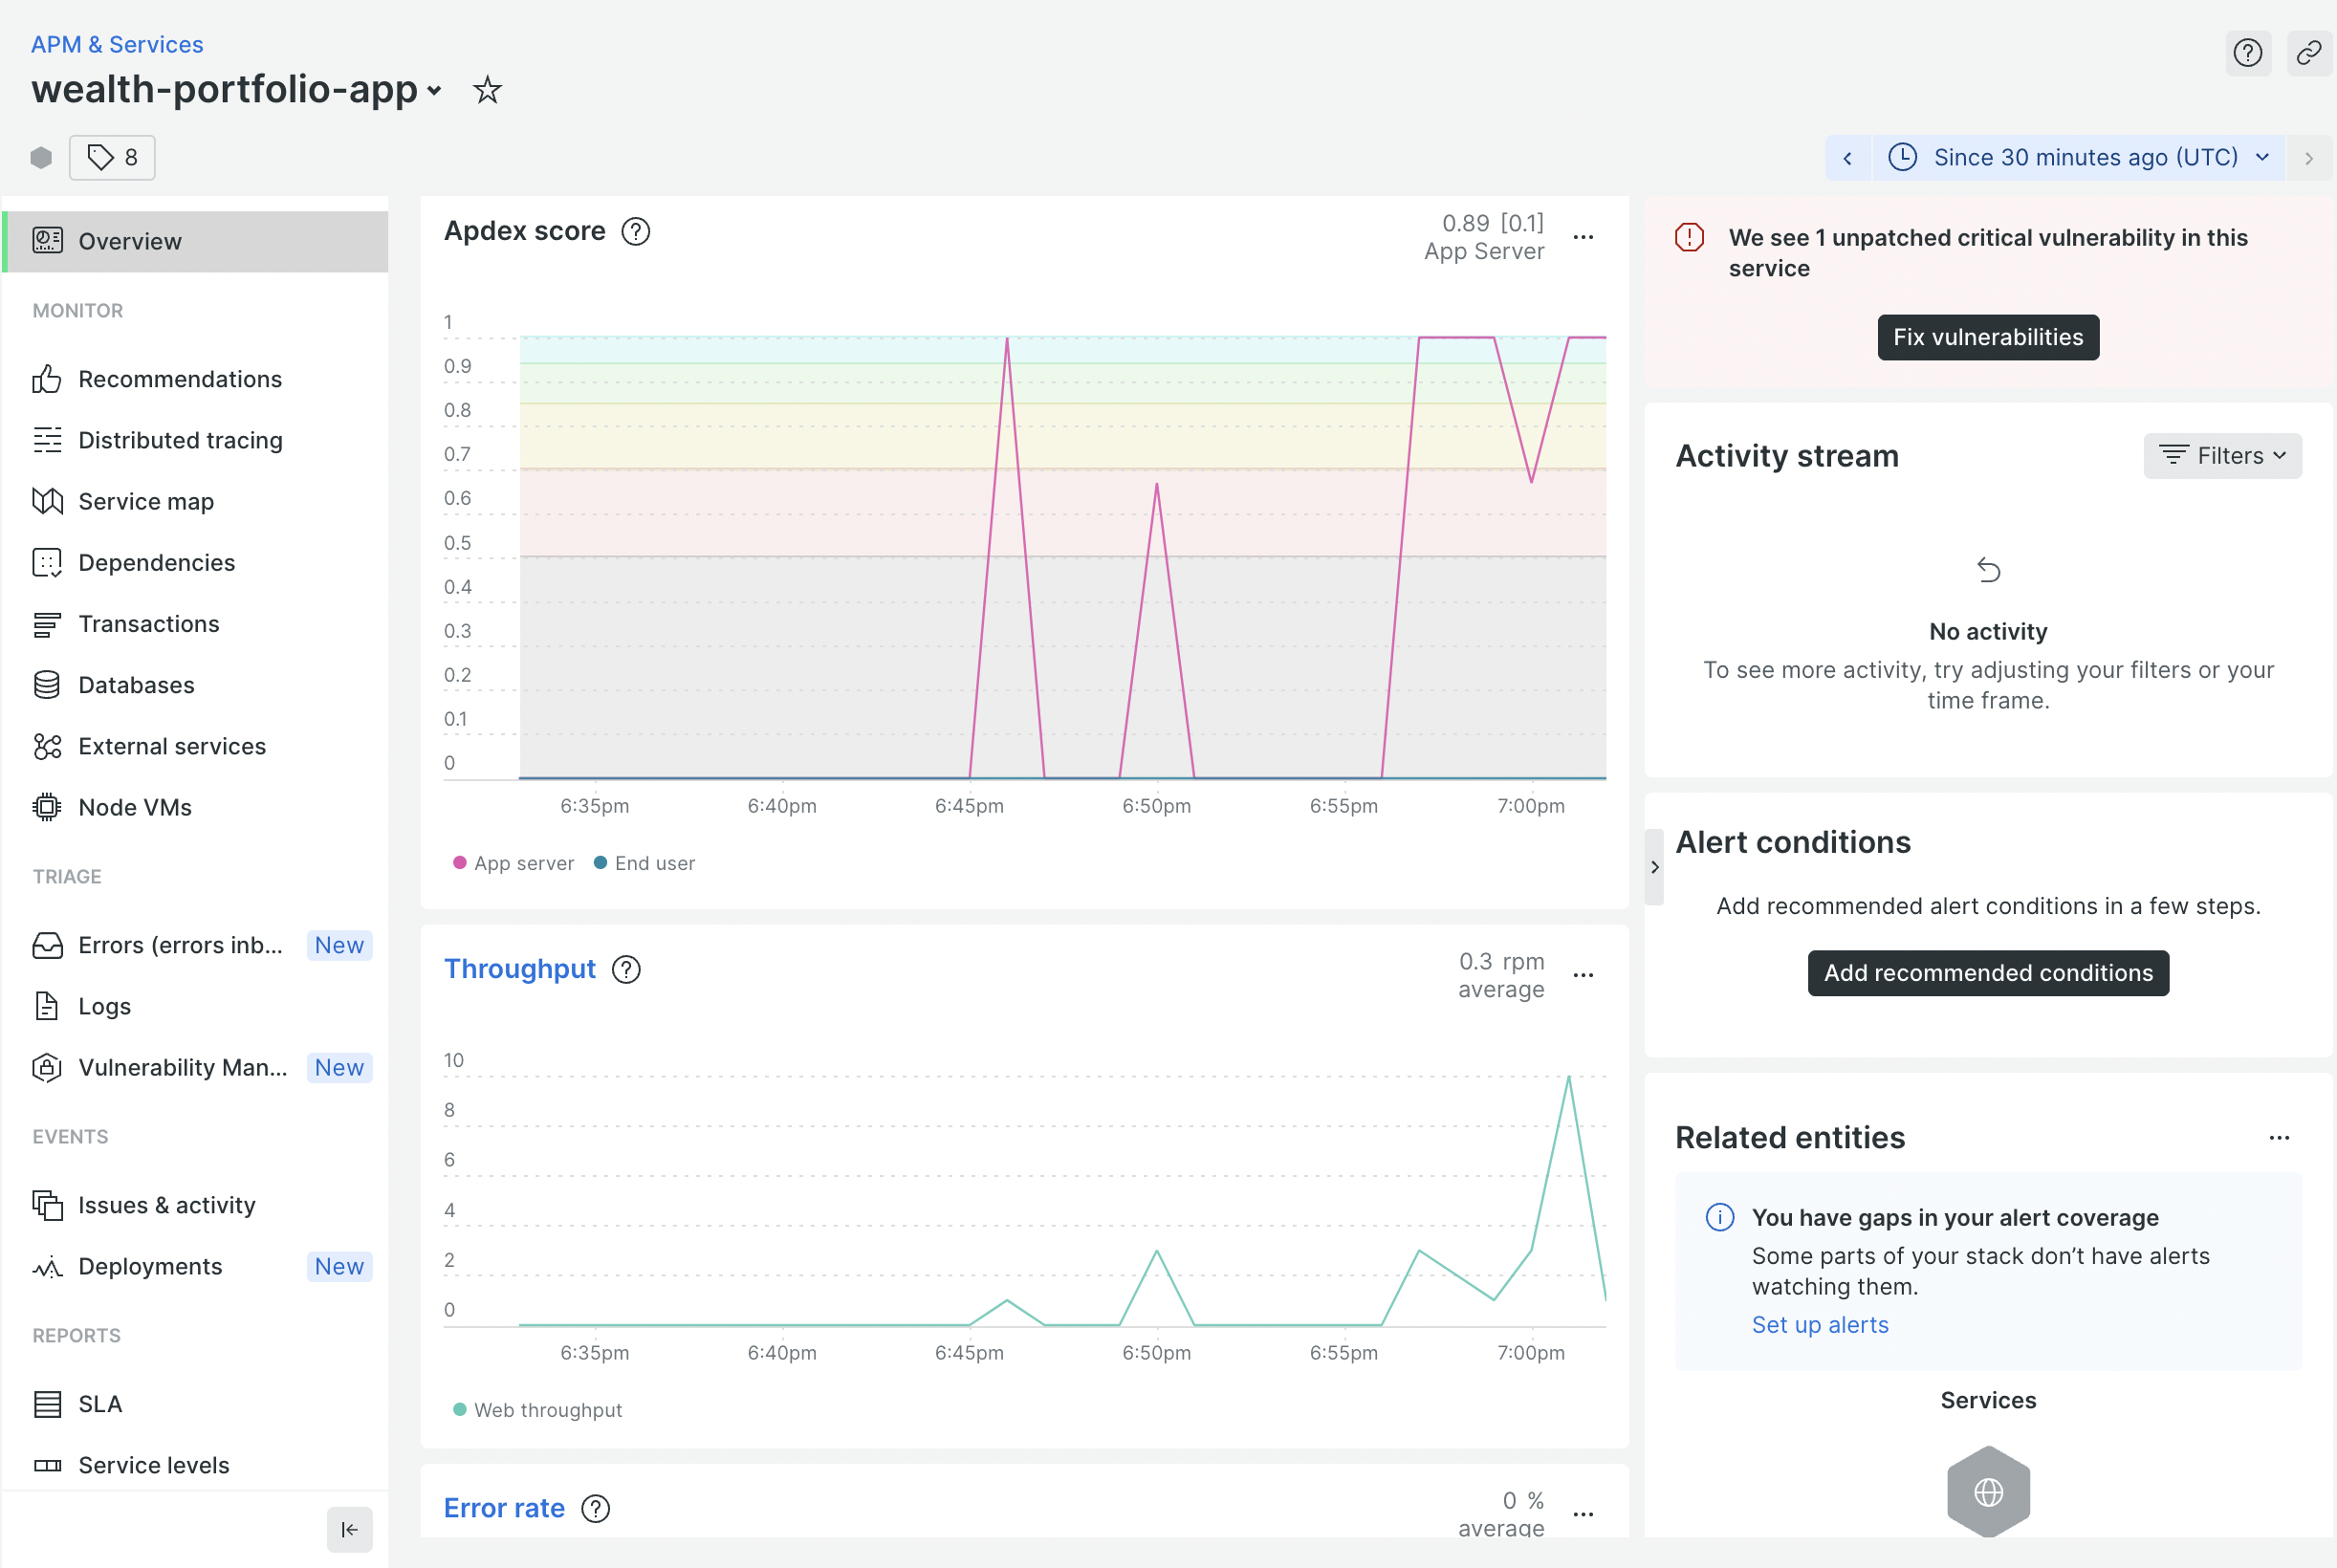 APM & Services
wealth-portfolio-app
8
Since 30 minutes ago (UTC)
Overview
MONITOR
Recommendations
Distributed tracing
Service map
Dependencies
Transactions
Databases
External services
Node VMs
TRIAGE
Errors (errors inb... New
Logs
Vulnerability Man... New
EVENTS
Issues & activity
Deployments New
REPORTS
SLA
Service levels
Apdex score
0.89 [0.1]
App Server
1
0.9
0.8
0.7
0.6
0.5
0.4
0.3
0.2
0.1
0
6:35pm 6:40pm 6:45pm 6:50pm 6:55pm 7:00pm
App server End user
Throughput
0.3 rpm
average
10
8
6
4
2
0
6:35pm 6:40pm 6:45pm 6:50pm 6:55pm 7:00pm
Web throughput
Error rate
0 %
average
We see 1 unpatched critical vulnerability in this
service
Fix vulnerabilities
Activity stream
Filters
No activity
To see more activity, try adjusting your filters or your
time frame.
Alert conditions
Add recommended alert conditions in a few steps.
Add recommended conditions
Related entities
You have gaps in your alert coverage
Some parts of your stack don’t have alerts
watching them.
Set up alerts
Services